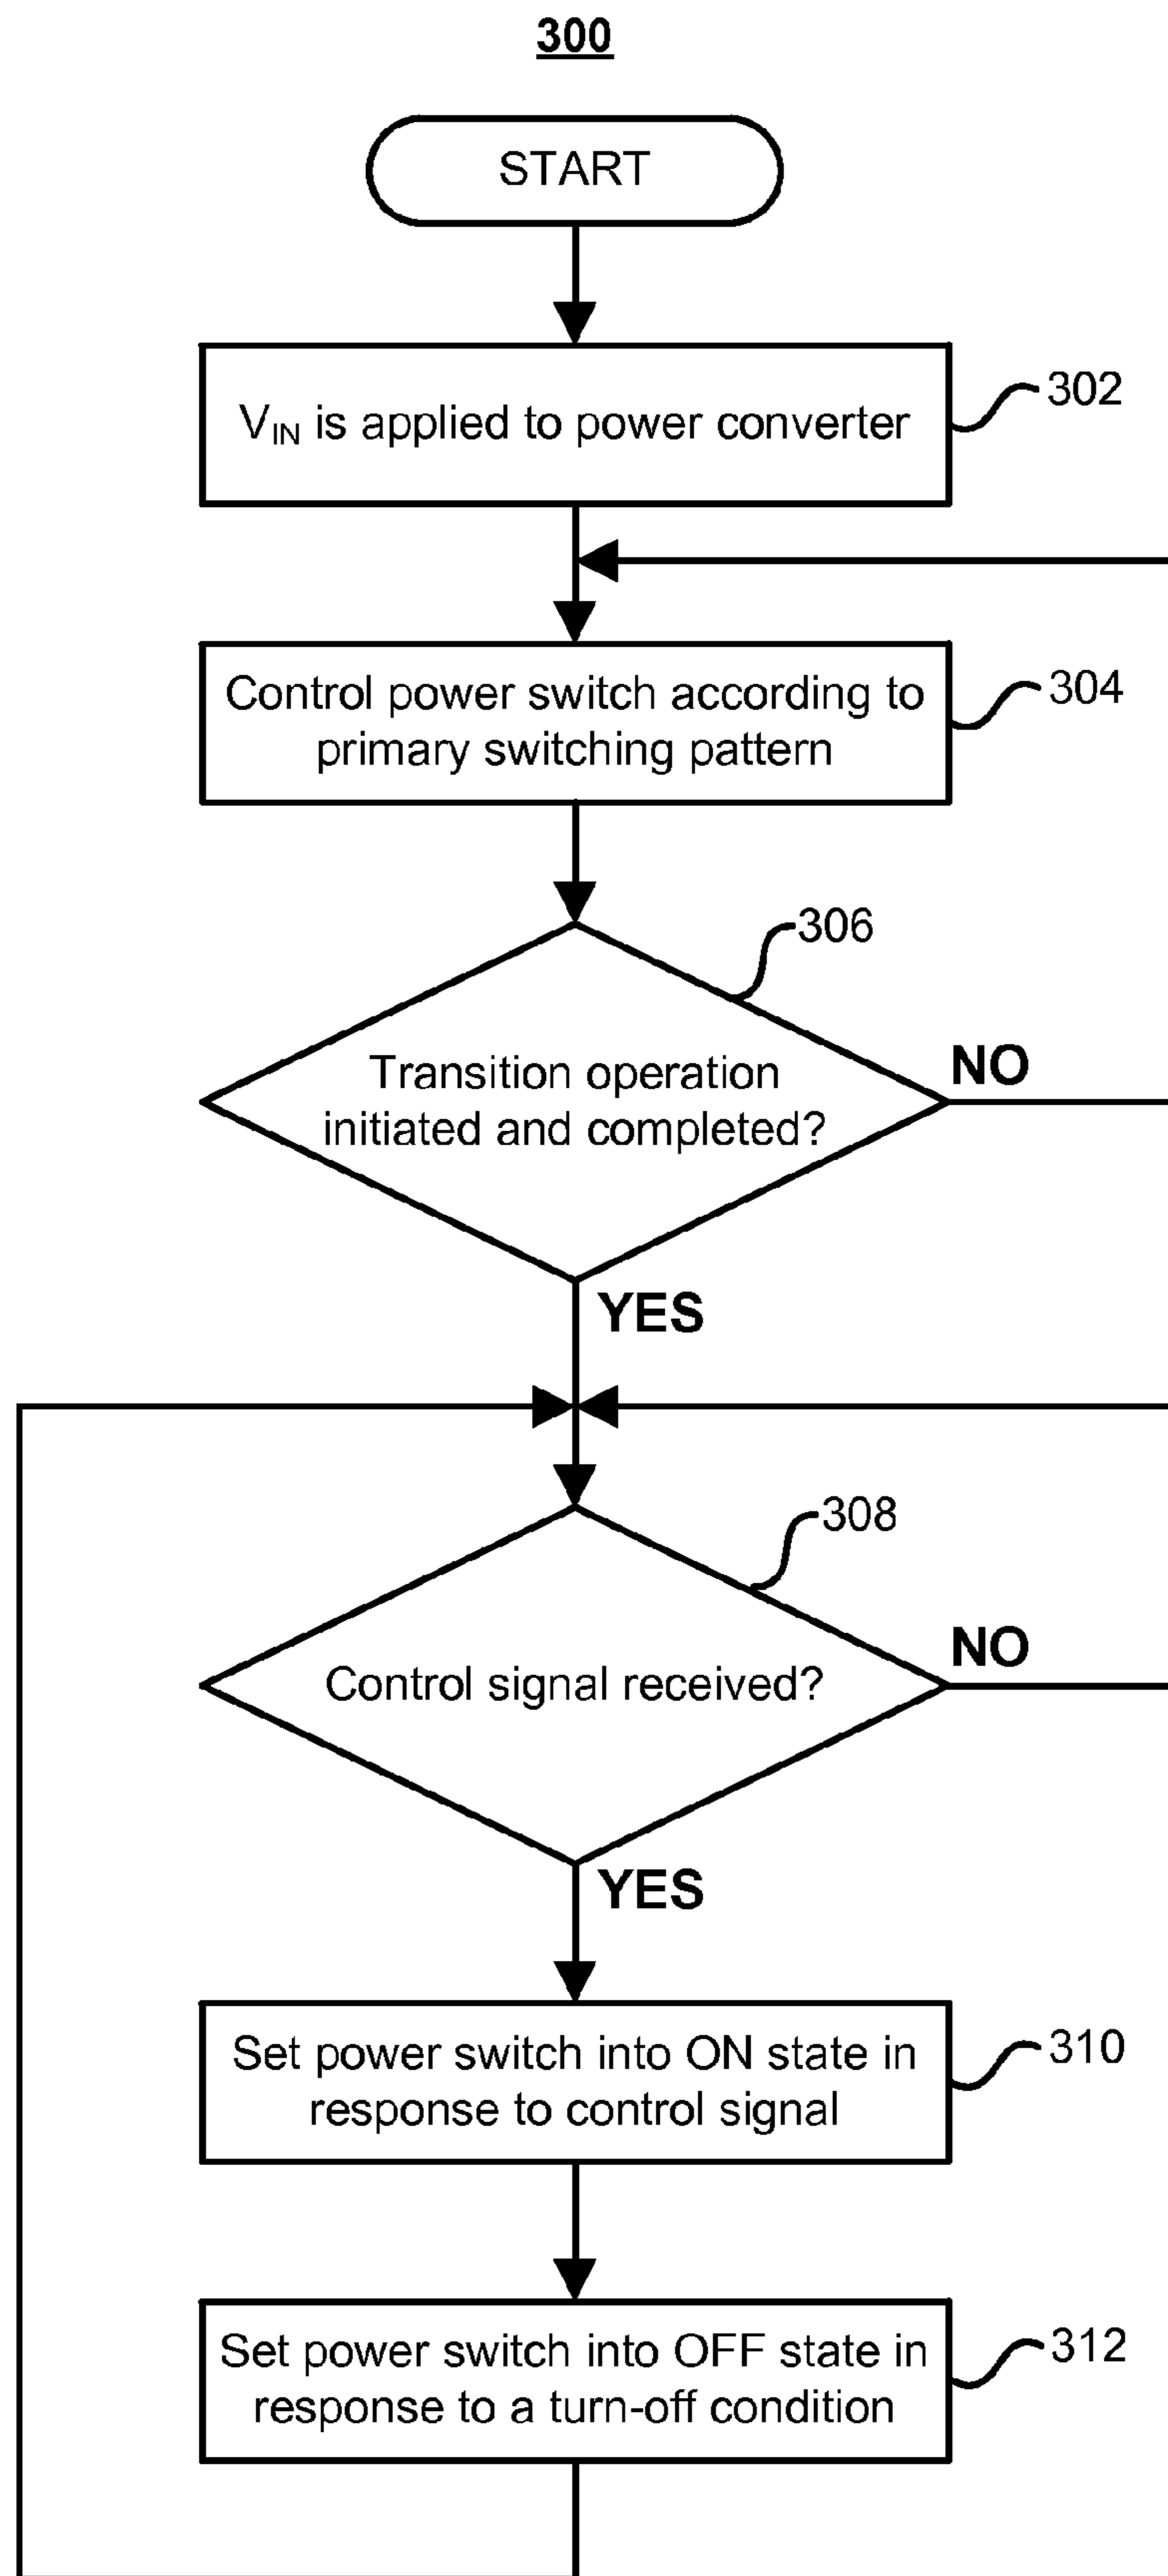 300
START
V_IN is applied to power converter
302
Control power switch according to
primary switching pattern
304
306
Transition operation
initiated and completed?
NO
YES
308
Control signal received?
NO
YES
Set power switch into ON state in
response to control signal
310
Set power switch into OFF state in
response to a turn-off condition
312